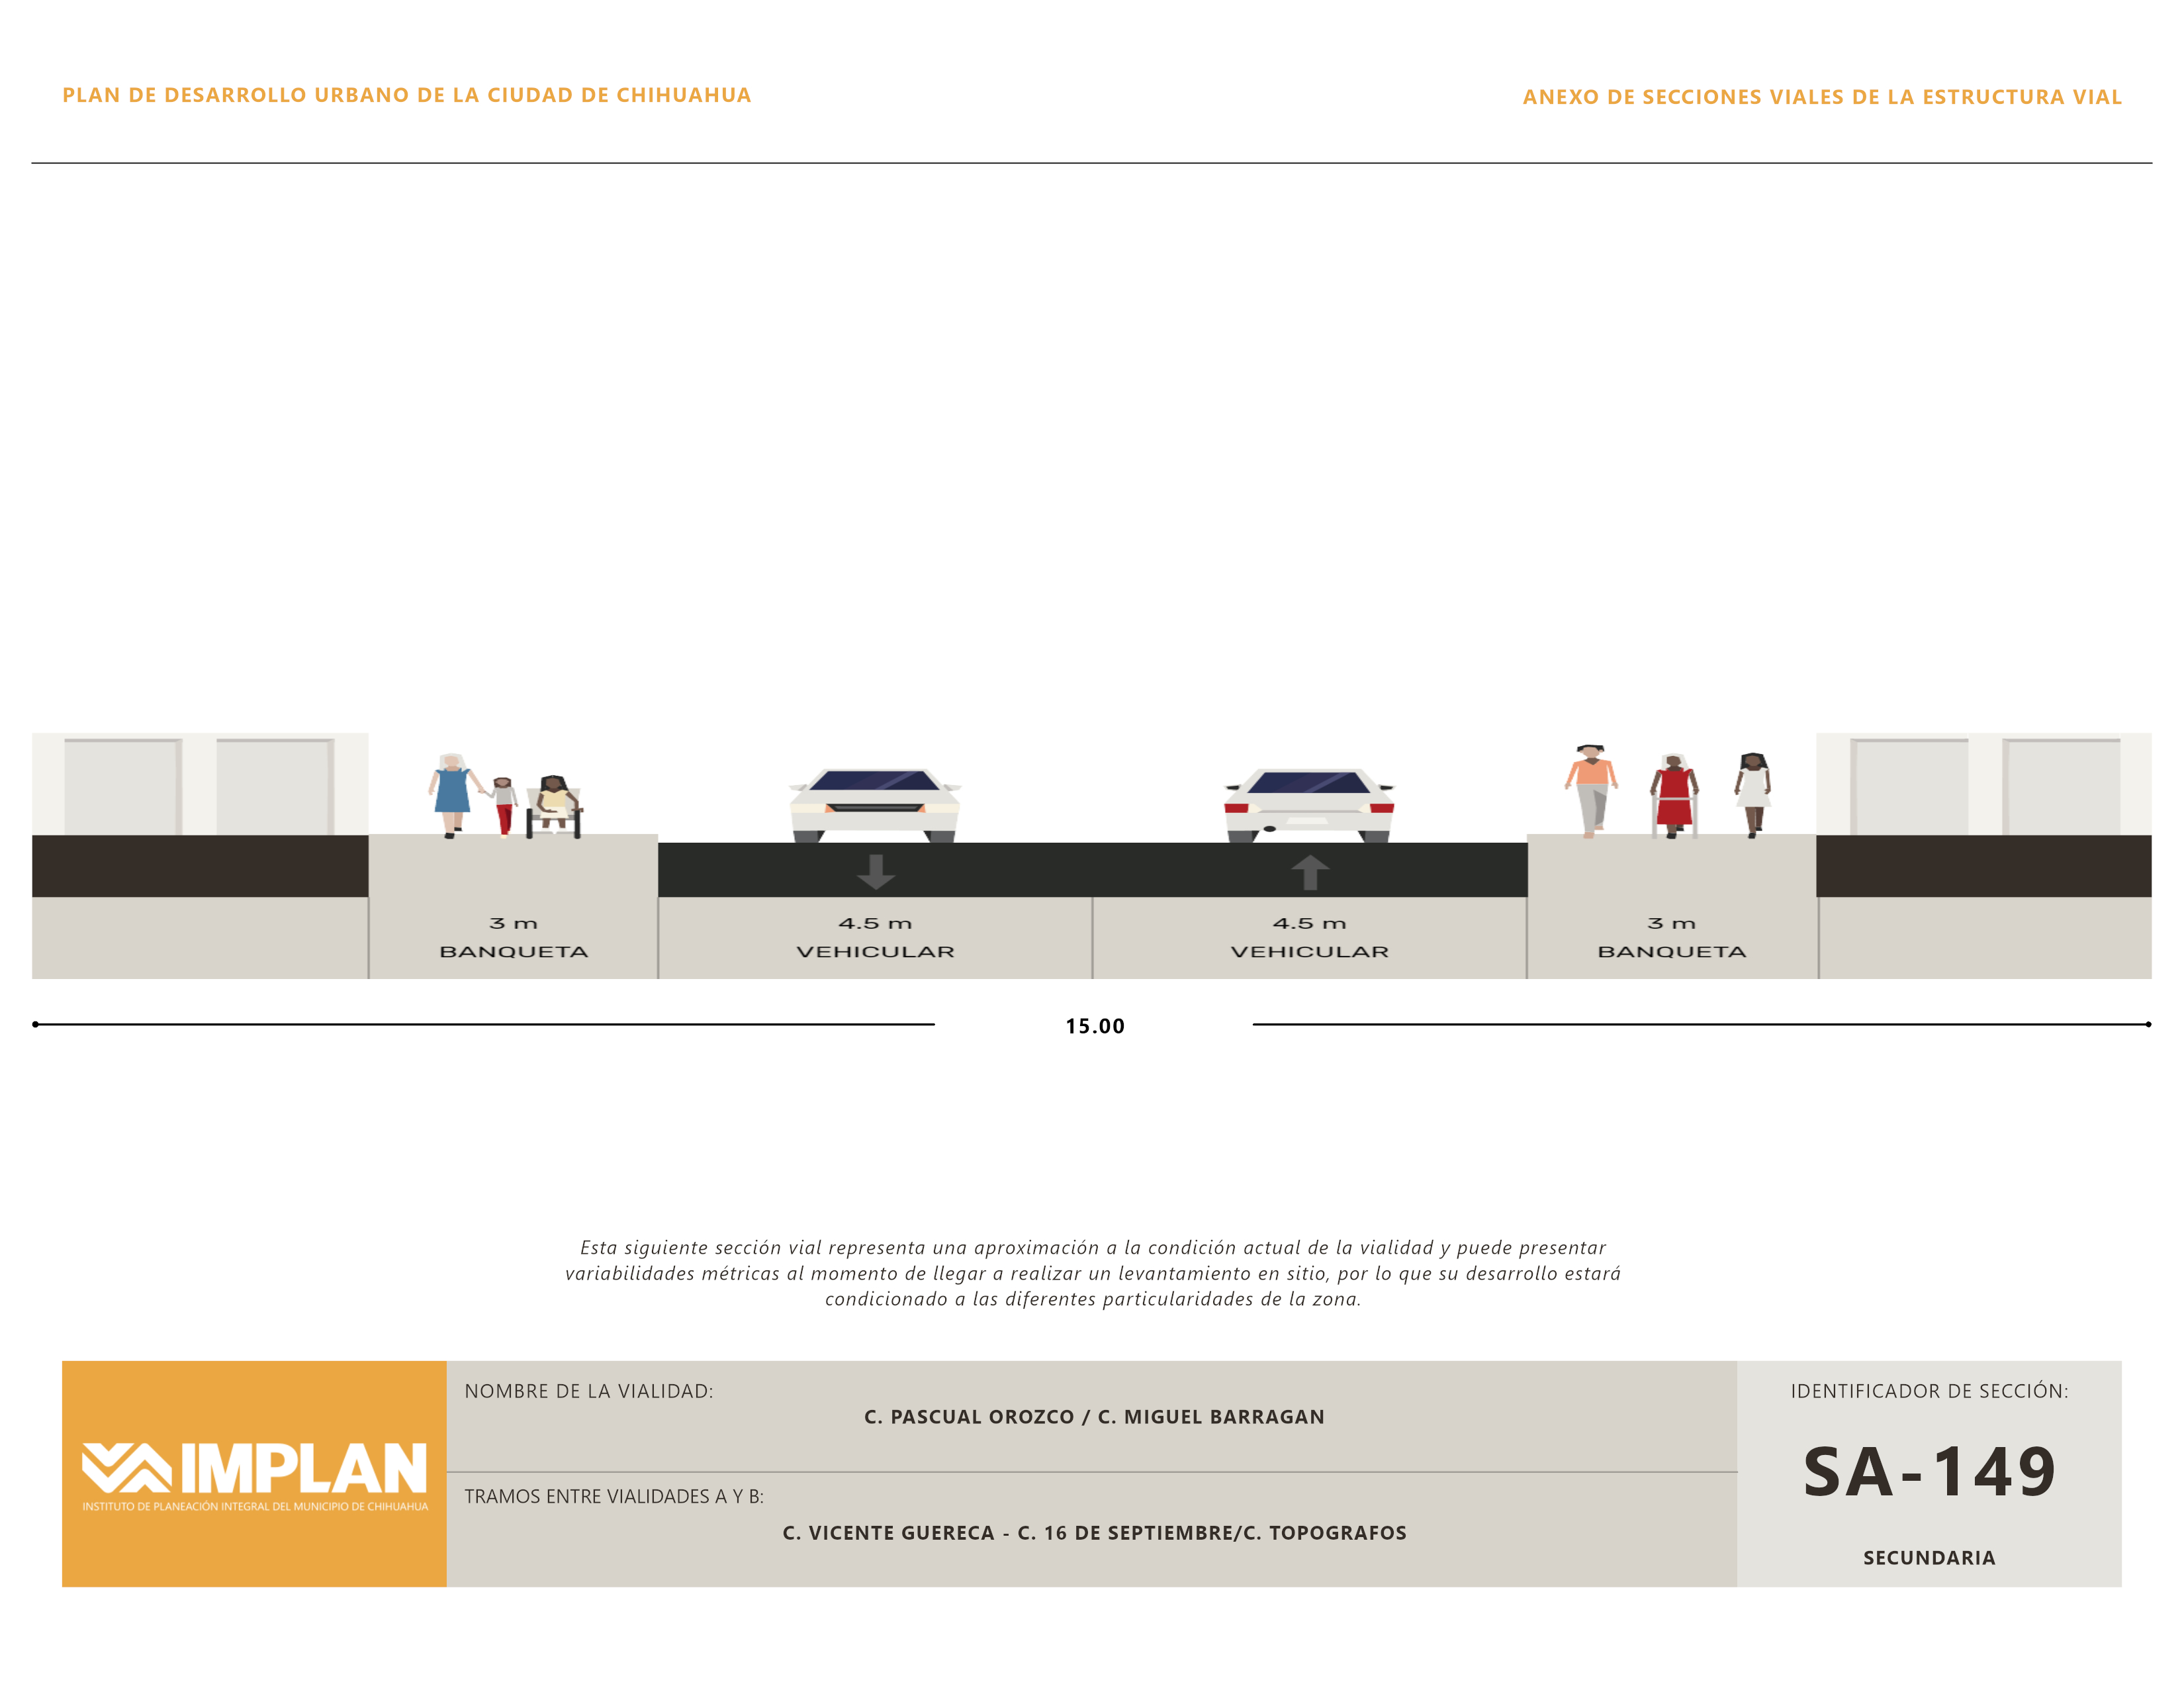 PLAN DE DESARROLLO URBANO DE LA CIUDAD DE CHIHUAHUA
ANEXO DE SECCIONES VIALES DE LA ESTRUCTURA VIAL
3 m
BANQUETA
4.5 m
VEHICULAR
4.5 m
VEHICULAR
3 m
BANQUETA
15.00
Esta siguiente sección vial representa una aproximación a la condición actual de la vialidad y puede presentar
variabilidades métricas al momento de llegar a realizar un levantamiento en sitio, por lo que su desarrollo estará
condicionado a las diferentes particularidades de la zona.
IMPLAN
INSTITUTO DE PLANEACIÓN INTEGRAL DEL MUNICIPIO DE CHIHUAHUA
NOMBRE DE LA VIALIDAD:
C. PASCUAL OROZCO / C. MIGUEL BARRAGAN
TRAMOS ENTRE VIALIDADES A Y B:
C. VICENTE GUERECA - C. 16 DE SEPTIEMBRE/C. TOPOGRAFOS
IDENTIFICADOR DE SECCIÓN:
SA-149
SECUNDARIA